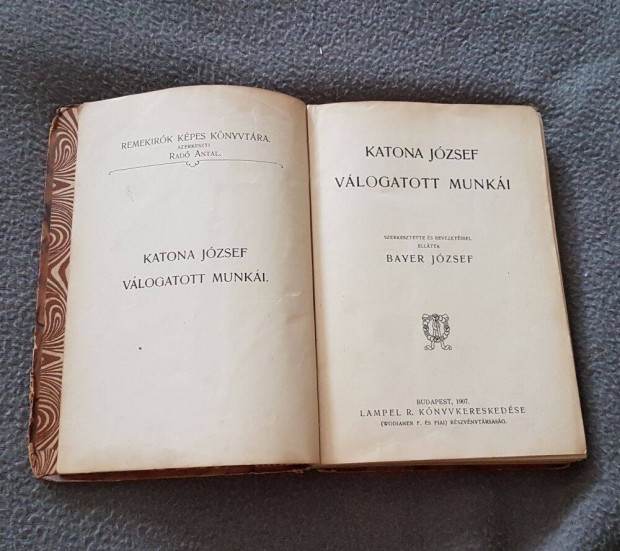 REMEKIRÓK KÉPES KÖNYVTÁRA.
SZERKESZTI
RADÓ ANTAL.
KATONA JÓZSEF
VÁLOGATOTT MUNKÁI.
KATONA JÓZSEF
VÁLOGATOTT MUNKÁI
SZERKESZTETTE ÉS BEVEZETÉSSEL
ELLÁTTA
BAYER JÓZSEF
BUDAPEST, 1907.
LAMPEL R. KÖNYVKERESKEDÉSE
(WODIANER F. ÉS FIAI) RÉSZVÉNYTÁRSASÁG.